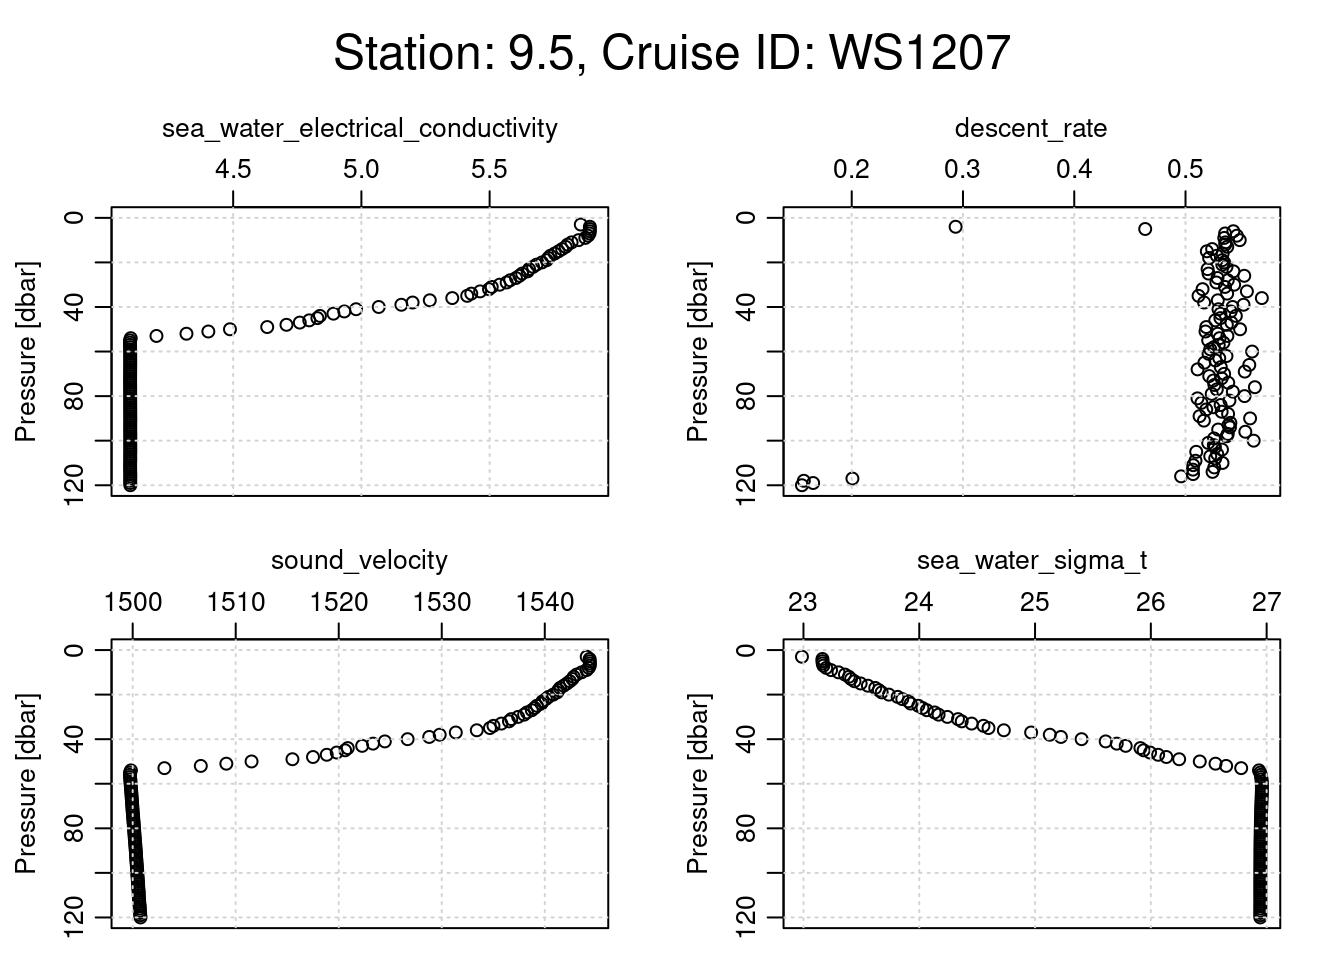 Station: 9.5, Cruise ID: WS1207
sea_water_electrical_conductivity
4.5 5.0 5.5
Pressure [dbar]
0
40
80
120
descent_rate
0.2 0.3 0.4 0.5
Pressure [dbar]
0
40
80
120
sound_velocity
1500 1510 1520 1530 1540
Pressure [dbar]
0
40
80
120
sea_water_sigma_t
23 24 25 26 27
Pressure [dbar]
0
40
80
120